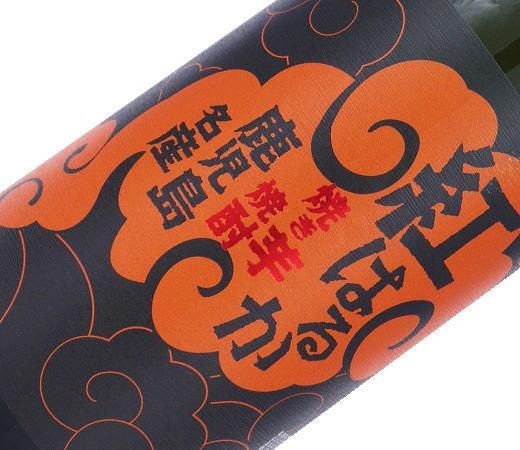 紅はるか
焼き芋
焼酎
鹿児島
名産